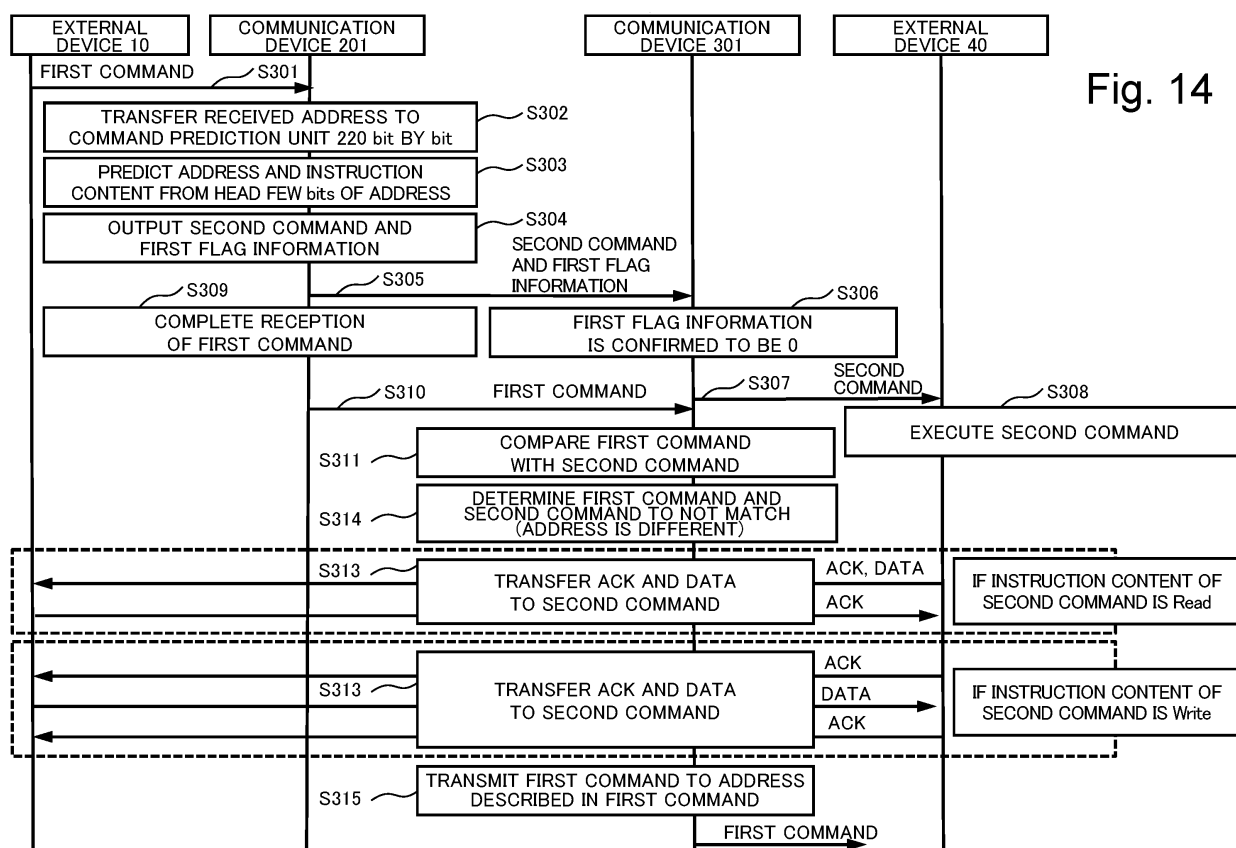 EXTERNAL
DEVICE 10
COMMUNICATION
DEVICE 201
COMMUNICATION
DEVICE 301
EXTERNAL
DEVICE 40
Fig. 14
FIRST COMMAND
S301
TRANSFER RECEIVED ADDRESS TO
COMMAND PREDICTION UNIT 220 bit BY bit
S302
PREDICT ADDRESS AND INSTRUCTION
CONTENT FROM HEAD FEW bits OF ADDRESS
S303
OUTPUT SECOND COMMAND AND
FIRST FLAG INFORMATION
S304
SECOND COMMAND
AND FIRST FLAG
INFORMATION
S305
S309
COMPLETE RECEPTION
OF FIRST COMMAND
S306
FIRST FLAG INFORMATION
IS CONFIRMED TO BE 0
S310
FIRST COMMAND
S307
SECOND
COMMAND
S308
EXECUTE SECOND COMMAND
S311
COMPARE FIRST COMMAND
WITH SECOND COMMAND
S314
DETERMINE FIRST COMMAND AND
SECOND COMMAND TO NOT MATCH
(ADDRESS IS DIFFERENT)
S313
TRANSFER ACK AND DATA
TO SECOND COMMAND
ACK, DATA
ACK
IF INSTRUCTION CONTENT OF
SECOND COMMAND IS Read
S313
TRANSFER ACK AND DATA
TO SECOND COMMAND
ACK
DATA
ACK
IF INSTRUCTION CONTENT OF
SECOND COMMAND IS Write
S315
TRANSMIT FIRST COMMAND TO ADDRESS
DESCRIBED IN FIRST COMMAND
FIRST COMMAND